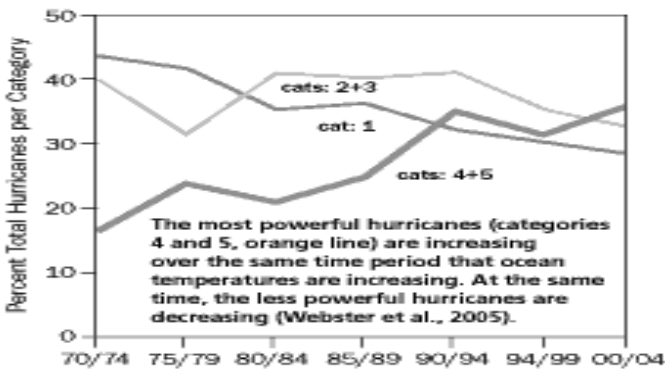 50
40
30
20
10
0
Percent Total Hurricanes per Category
cats: 2+3
cat: 1
cats: 4+5
The most powerful hurricanes (categories
4 and 5, orange line) are increasing
over the same time period that ocean
temperatures are increasing. At the same
time, the less powerful hurricanes are
decreasing (Webster et al., 2005).
70/74 75/79 80/84 85/89 90/94 94/99 00/04